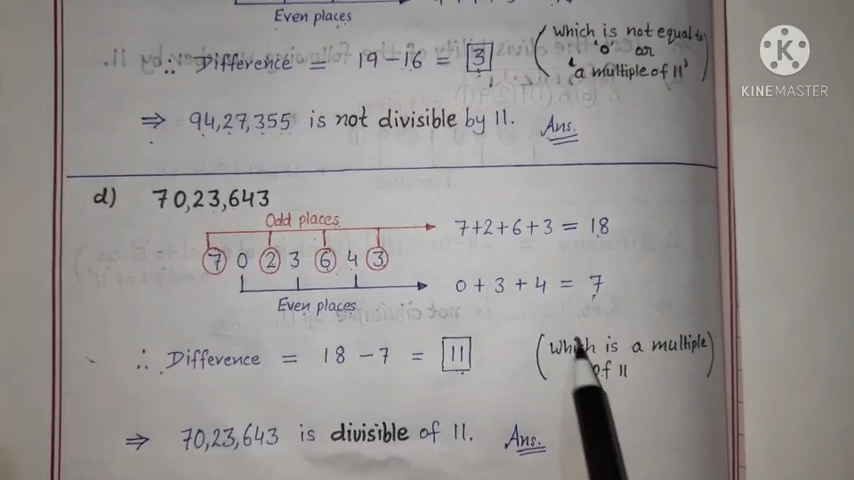 Even places
∴ Difference = 19-16 = 3
(which is not equal to
'0' or
'a multiple of 11')
KINEMASTER
⇒ 94,27,355 is not divisible by 11. Ans.
d) 70,23,643
Odd places
7+2+6+3 = 18
7 0 2 3 6 4 3
0+3+4 = 7
Even places
∴ Difference = 18-7 = 11
(which is a multiple
of 11)
⇒ 70,23,643 is divisible of 11. Ans.